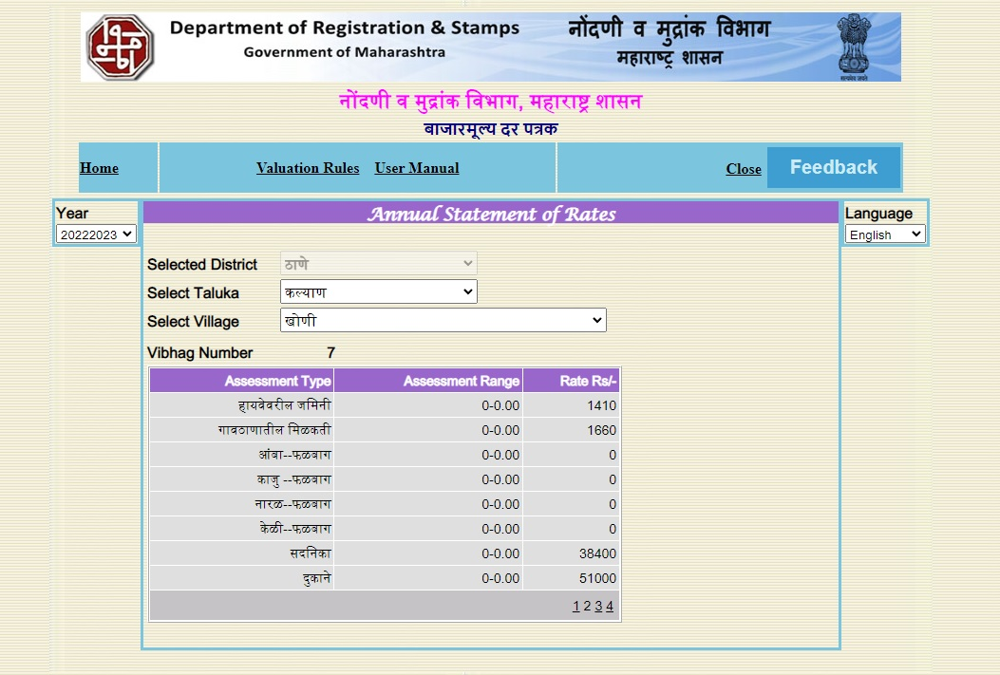 Department of Registration & Stamps
Government of Maharashtra
नोंदणी व मुद्रांक विभाग
महाराष्ट्र शासन
सत्यमेव जयते
नोंदणी व मुद्रांक विभाग, महाराष्ट्र शासन
बाजारमूल्य दर पत्रक
Home Valuation Rules User Manual Close Feedback
Year Annual Statement of Rates Language
20222023 English
Selected District ठाणे
Select Taluka कल्याण
Select Village खोणी
Vibhag Number 7
Assessment Type Assessment Range Rate Rs/-
हायवेवरील जमिनी 0-0.00 1410
गावठाणातील मिळकती 0-0.00 1660
आंबा--फळबाग 0-0.00 0
काजु --फळबाग 0-0.00 0
नारळ--फळबाग 0-0.00 0
केळी--फळबाग 0-0.00 0
सदनिका 0-0.00 38400
दुकाने 0-0.00 51000
1 2 3 4